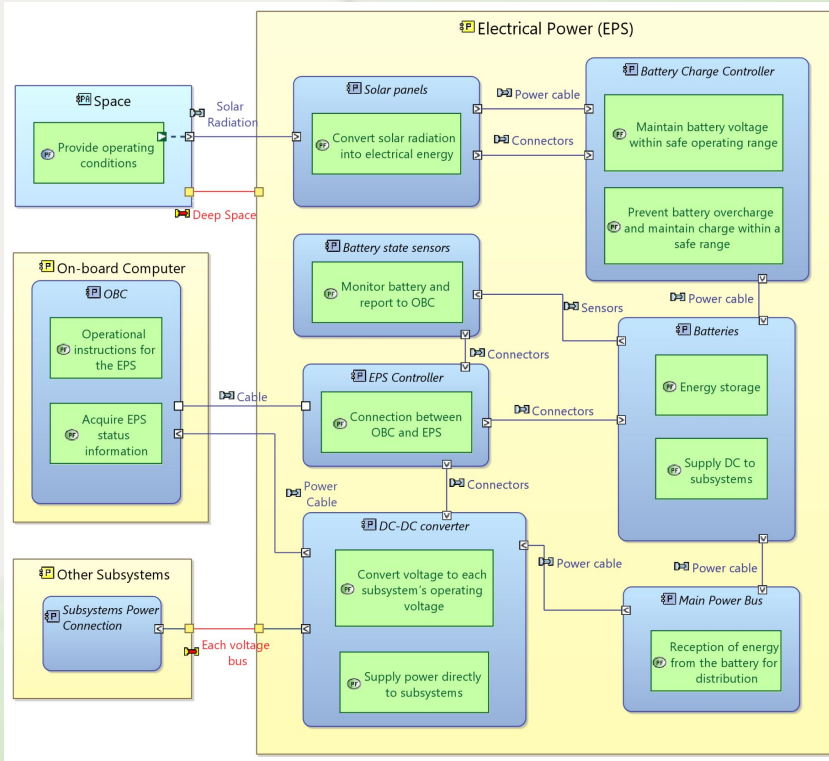 Electrical Power (EPS)
Space
Provide operating
conditions
Solar
Radiation
Deep Space
Solar panels
Convert solar radiation
into electrical energy
Power cable
Connectors
Battery Charge Controller
Maintain battery voltage
within safe operating
range
Prevent battery overcharge
and maintain charge within a
safe range
Battery state sensors
Monitor battery and
report to OBC
Sensors
Power cable
Connectors
On-board Computer
OBC
Operational
instructions for
the EPS
Acquire EPS
status
information
Cable
EPS Controller
Connection between
OBC and EPS
Connectors
Batteries
Energy storage
Supply DC to
subsystems
Power
Cable
Connectors
DC-DC converter
Convert voltage to each
subsystem's operating
voltage
Supply power directly
to subsystems
Power cable
Power cable
Main Power Bus
Reception of energy
from the battery for
distribution
Other Subsystems
Subsystems Power
Connection
Each voltage
bus